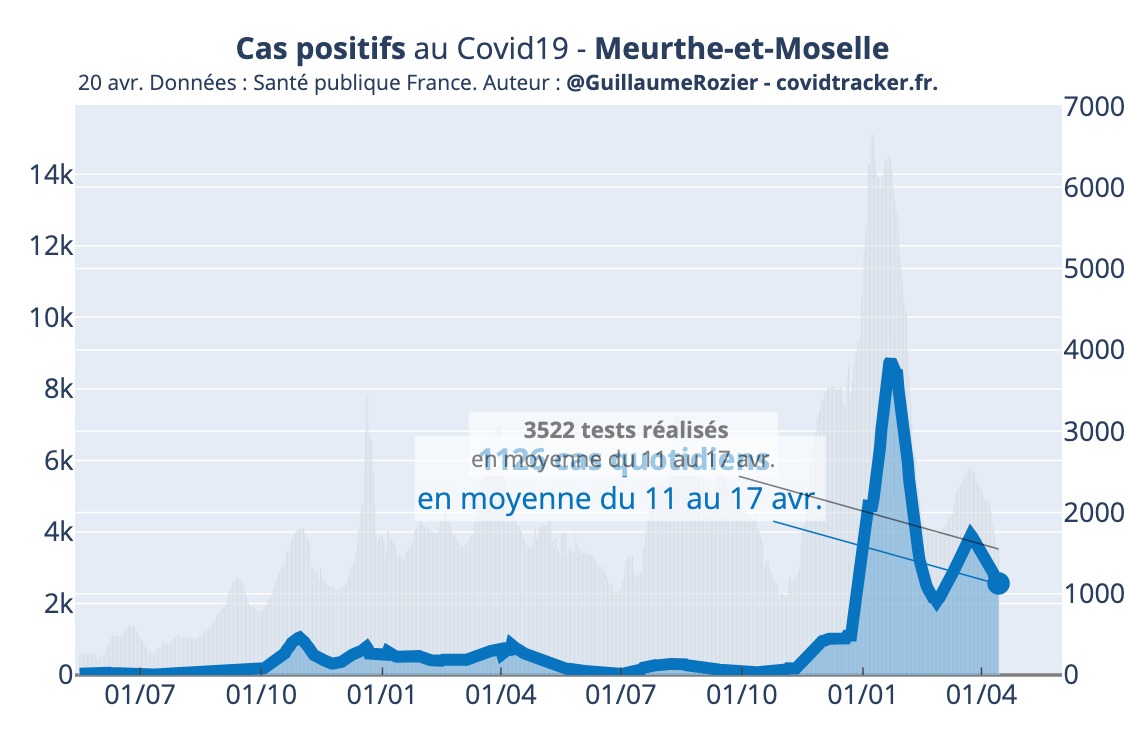 Cas positifs au Covid19 - Meurthe-et-Moselle
20 avr. Données : Santé publique France. Auteur : @GuillaumeRozier - covidtracker.fr.
7000
14k
6000
12k
5000
10k
4000
8k
3522 tests réalisés
3000
en moyenne du 11 au 17 avr.
1126 cas quotidiens
6k
en moyenne du 11 au 17 avr.
2000
4k
1000
2k
0
0
01/07
01/10
01/01
01/04
01/07
01/10
01/01
01/04